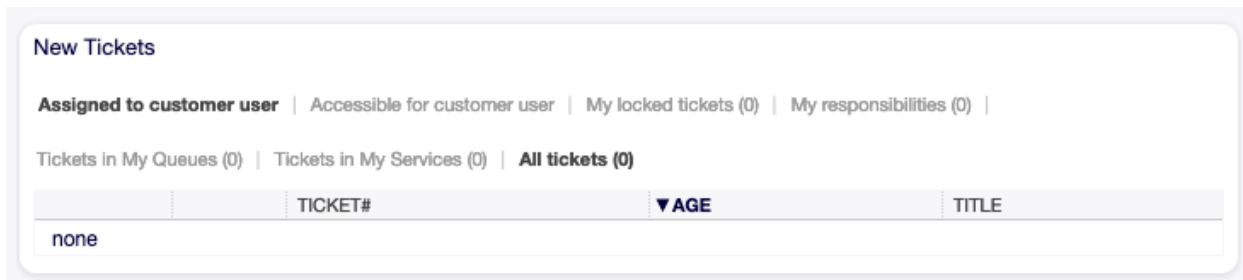 New Tickets
Assigned to customer user | Accessible for customer user | My locked tickets (0) | My responsibilities (0) |
Tickets in My Queues (0) | Tickets in My Services (0) | All tickets (0)
TICKET# ▼AGE TITLE
none